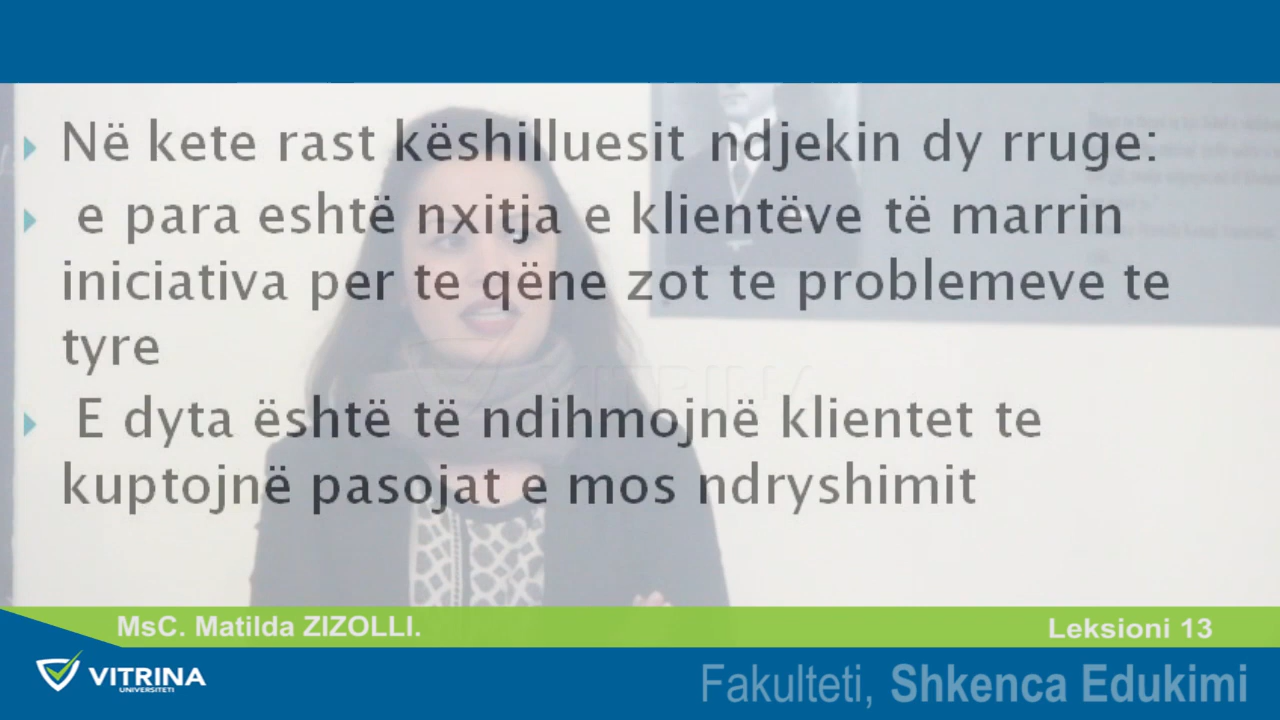 Në kete rast këshilluesit ndjekin dy rruge:
e para eshtë nxitja e klientëve të marrin
iniciativa per te qëne zot te problemeve te
tyre
E dyta është të ndihmojnë klientet te
kuptojnë pasojat e mos ndryshimit
VITRINA
MsC. Matilda ZIZOLLI.
Leksioni 13
VITRINA
UNIVERSITETI
Fakulteti, Shkenca Edukimi